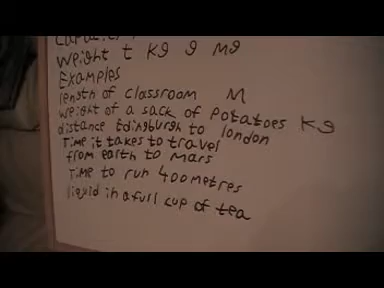 Weight t Kg g Mg
Examples
length of classroom M
weight of a sack of potatoes Kg
distance Edingburgh to london
Time it takes to travel
from earth to Mars
Time to run 400metres
liquid in a full cup of tea